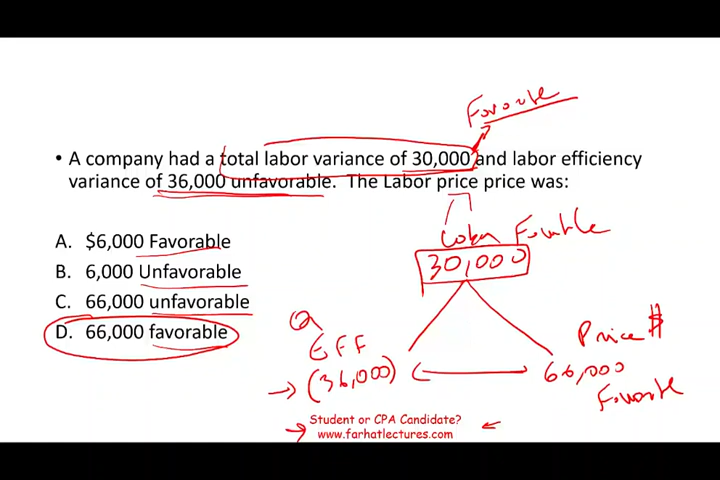 Favorable
• A company had a total labor variance of 30,000 and labor efficiency
variance of 36,000 unfavorable. The Labor price price was:
A. $6,000 Favorable
B. 6,000 Unfavorable
C. 66,000 unfavorable
D. 66,000 favorable
Labor Favorable
30,000
Q
EFF
(36,000)
Price $
66,000
Favorable
Student or CPA Candidate?
www.farhatlectures.com